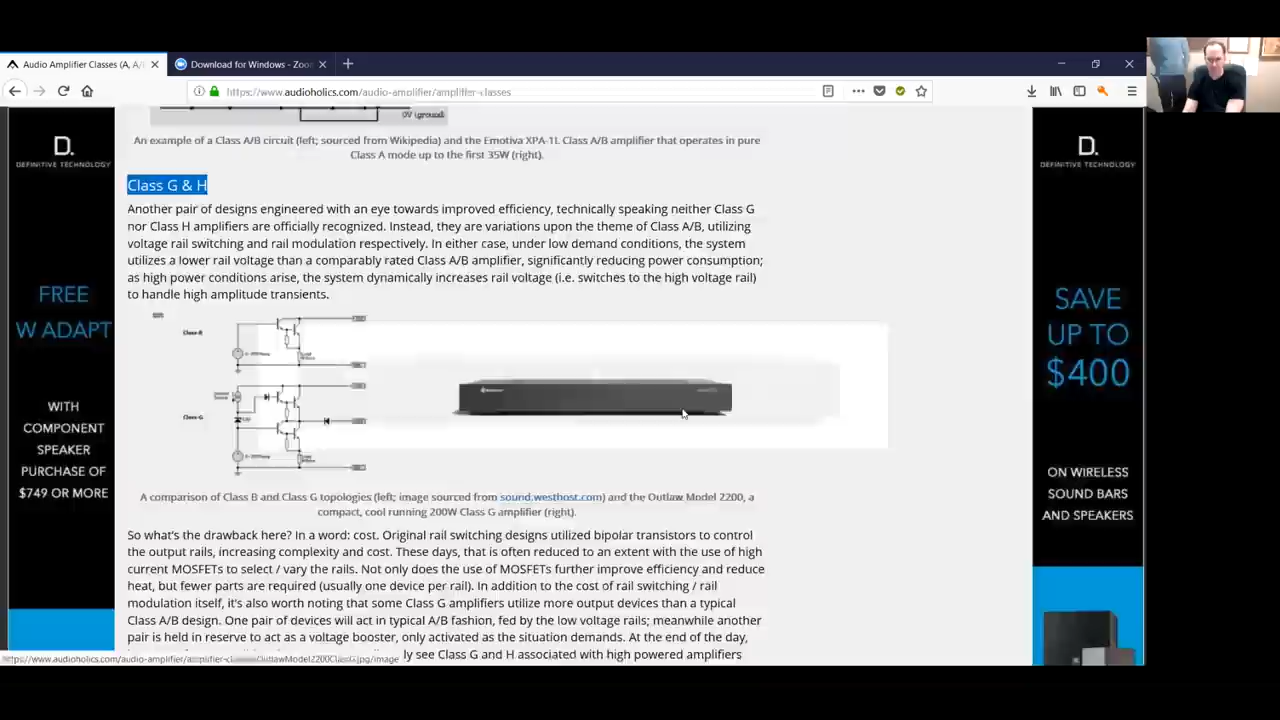 Audio Amplifier Classes (A, A/
Download for Windows - Zoo
https://www.audioholics.com/audio-amplifier/amplifier-classes
0V (ground)
An example of a Class A/B circuit (left; sourced from Wikipedia) and the Emotiva XPA-1L Class A/B amplifier that operates in pure
Class A mode up to the first 35W (right).
Class G & H
Another pair of designs engineered with an eye towards improved efficiency, technically speaking neither Class G
nor Class H amplifiers are officially recognized. Instead, they are variations upon the theme of Class A/B, utilizing
voltage rail switching and rail modulation respectively. In either case, under low demand conditions, the system
utilizes a lower rail voltage than a comparably rated Class A/B amplifier, significantly reducing power consumption;
as high power conditions arise, the system dynamically increases rail voltage (i.e. switches to the high voltage rail)
to handle high amplitude transients.
Class-B
Class-G
A comparison of Class B and Class G topologies (left; image sourced from sound.westhost.com) and the Outlaw Model 2200, a
compact, cool running 200W Class G amplifier (right).
So what's the drawback here? In a word: cost. Original rail switching designs utilized bipolar transistors to control
the output rails, increasing complexity and cost. These days, that is often reduced to an extent with the use of high
current MOSFETs to select / vary the rails. Not only does the use of MOSFETs further improve efficiency and reduce
heat, but fewer parts are required (usually one device per rail). In addition to the cost of rail switching / rail
modulation itself, it's also worth noting that some Class G amplifiers utilize more output devices than a typical
Class A/B design. One pair of devices will act in typical A/B fashion, fed by the low voltage rails; meanwhile another
pair is held in reserve to act as a voltage booster, only activated as the situation demands. At the end of the day,
ly see Class G and H associated with high powered amplifiers
D.
DEFINITIVE TECHNOLOGY
FREE
W ADAPT
WITH
COMPONENT
SPEAKER
PURCHASE OF
$749 OR MORE
D.
DEFINITIVE TECHNOLOGY
SAVE
UP TO
$400
ON WIRELESS
SOUND BARS
AND SPEAKERS